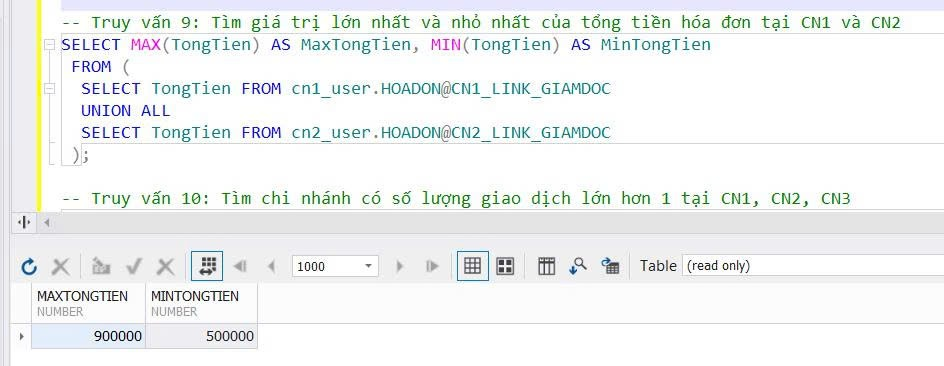 -- Truy vấn 9: Tìm giá trị lớn nhất và nhỏ nhất của tổng tiền hóa đơn tại CN1 và CN2
SELECT MAX(TongTien) AS MaxTongTien, MIN(TongTien) AS MinTongTien
FROM (
SELECT TongTien FROM cn1_user.HOADON@CN1_LINK_GIAMDOC
UNION ALL
SELECT TongTien FROM cn2_user.HOADON@CN2_LINK_GIAMDOC
);
-- Truy vấn 10: Tìm chi nhánh có số lượng giao dịch lớn hơn 1 tại CN1, CN2, CN3
1000 Table (read only)
MAXTONGTIEN MINTONGTIEN
NUMBER NUMBER
900000 500000